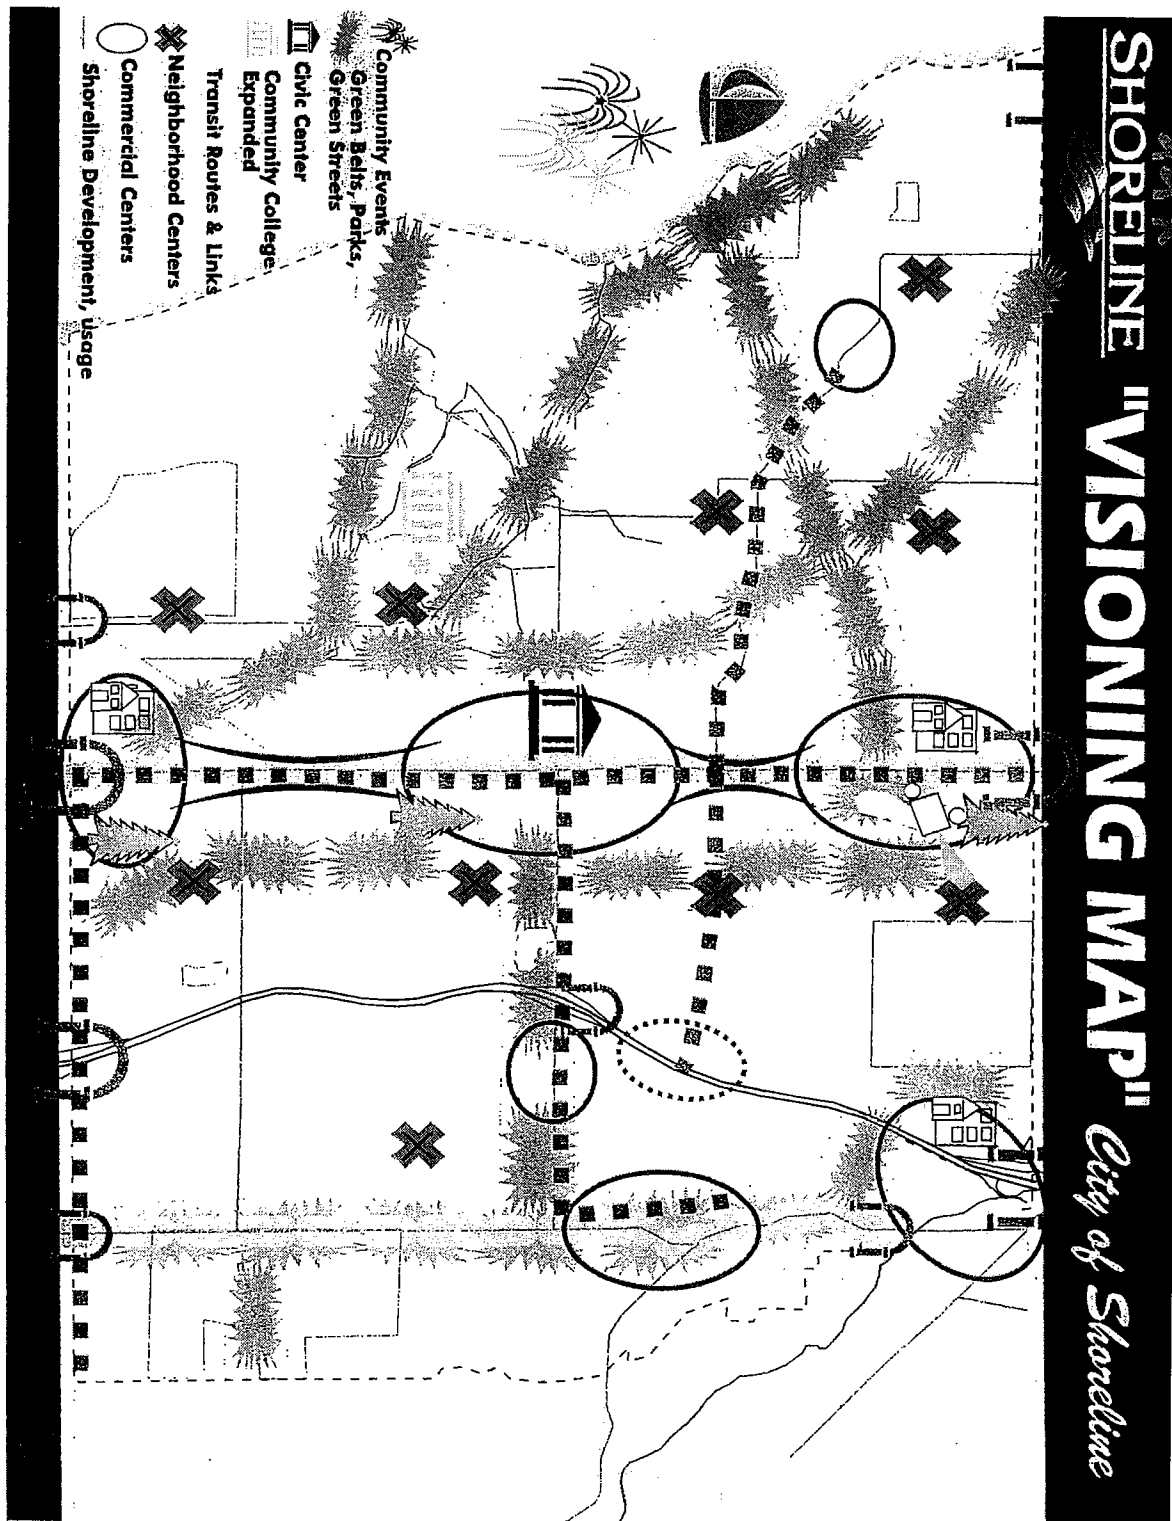 SHORELINE "VISIONING MAP" City of Shoreline
Community Events
Green Belts, Parks,
Green Streets
Civic Center
Community College
Expanded
Transit Routes & Links
Neighborhood Centers
Commercial Centers
Shoreline Development, usage